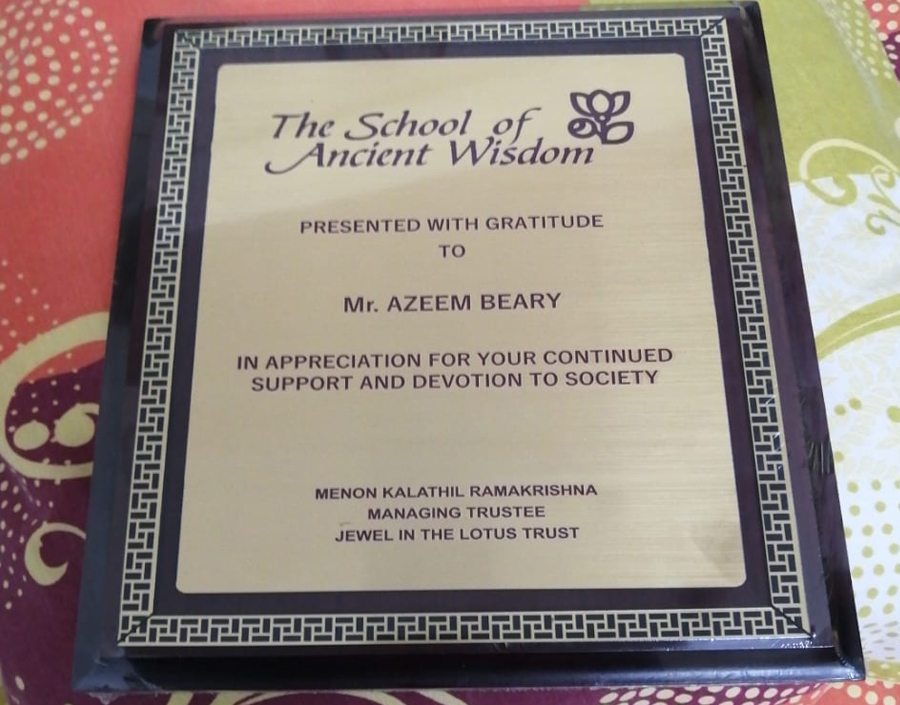 The School of
Ancient Wisdom
PRESENTED WITH GRATITUDE
TO
Mr. AZEEM BEARY
IN APPRECIATION FOR YOUR CONTINUED
SUPPORT AND DEVOTION TO SOCIETY
MENON KALATHIL RAMAKRISHNA
MANAGING TRUSTEE
JEWEL IN THE LOTUS TRUST